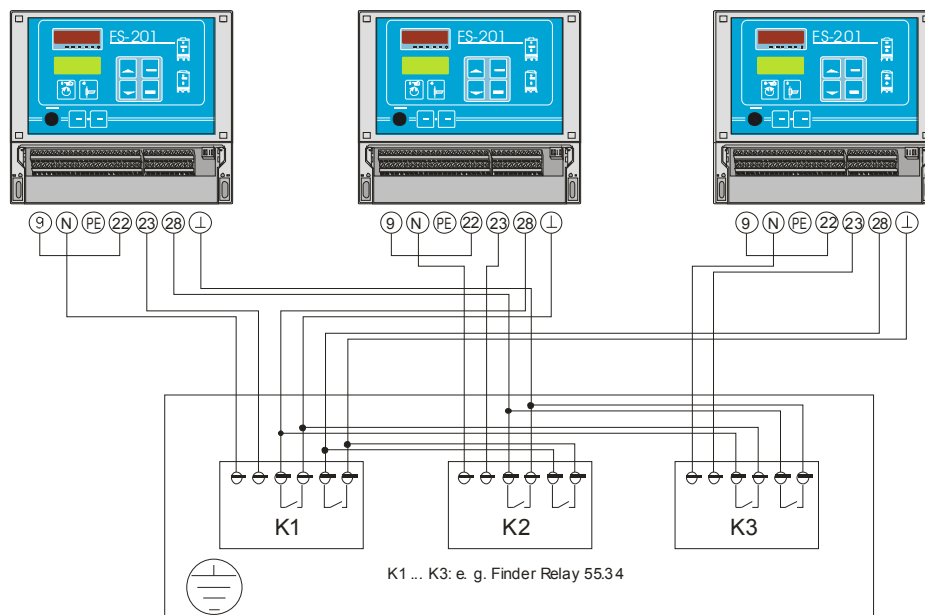 ES-201 ES-201 ES-201
9 N PE 22 23 28 ⊥ 9 N PE 22 23 28 ⊥ 9 N PE 22 23 28 ⊥
K1 K2 K3
K1 ... K3: e. g. Finder Relay 55.34